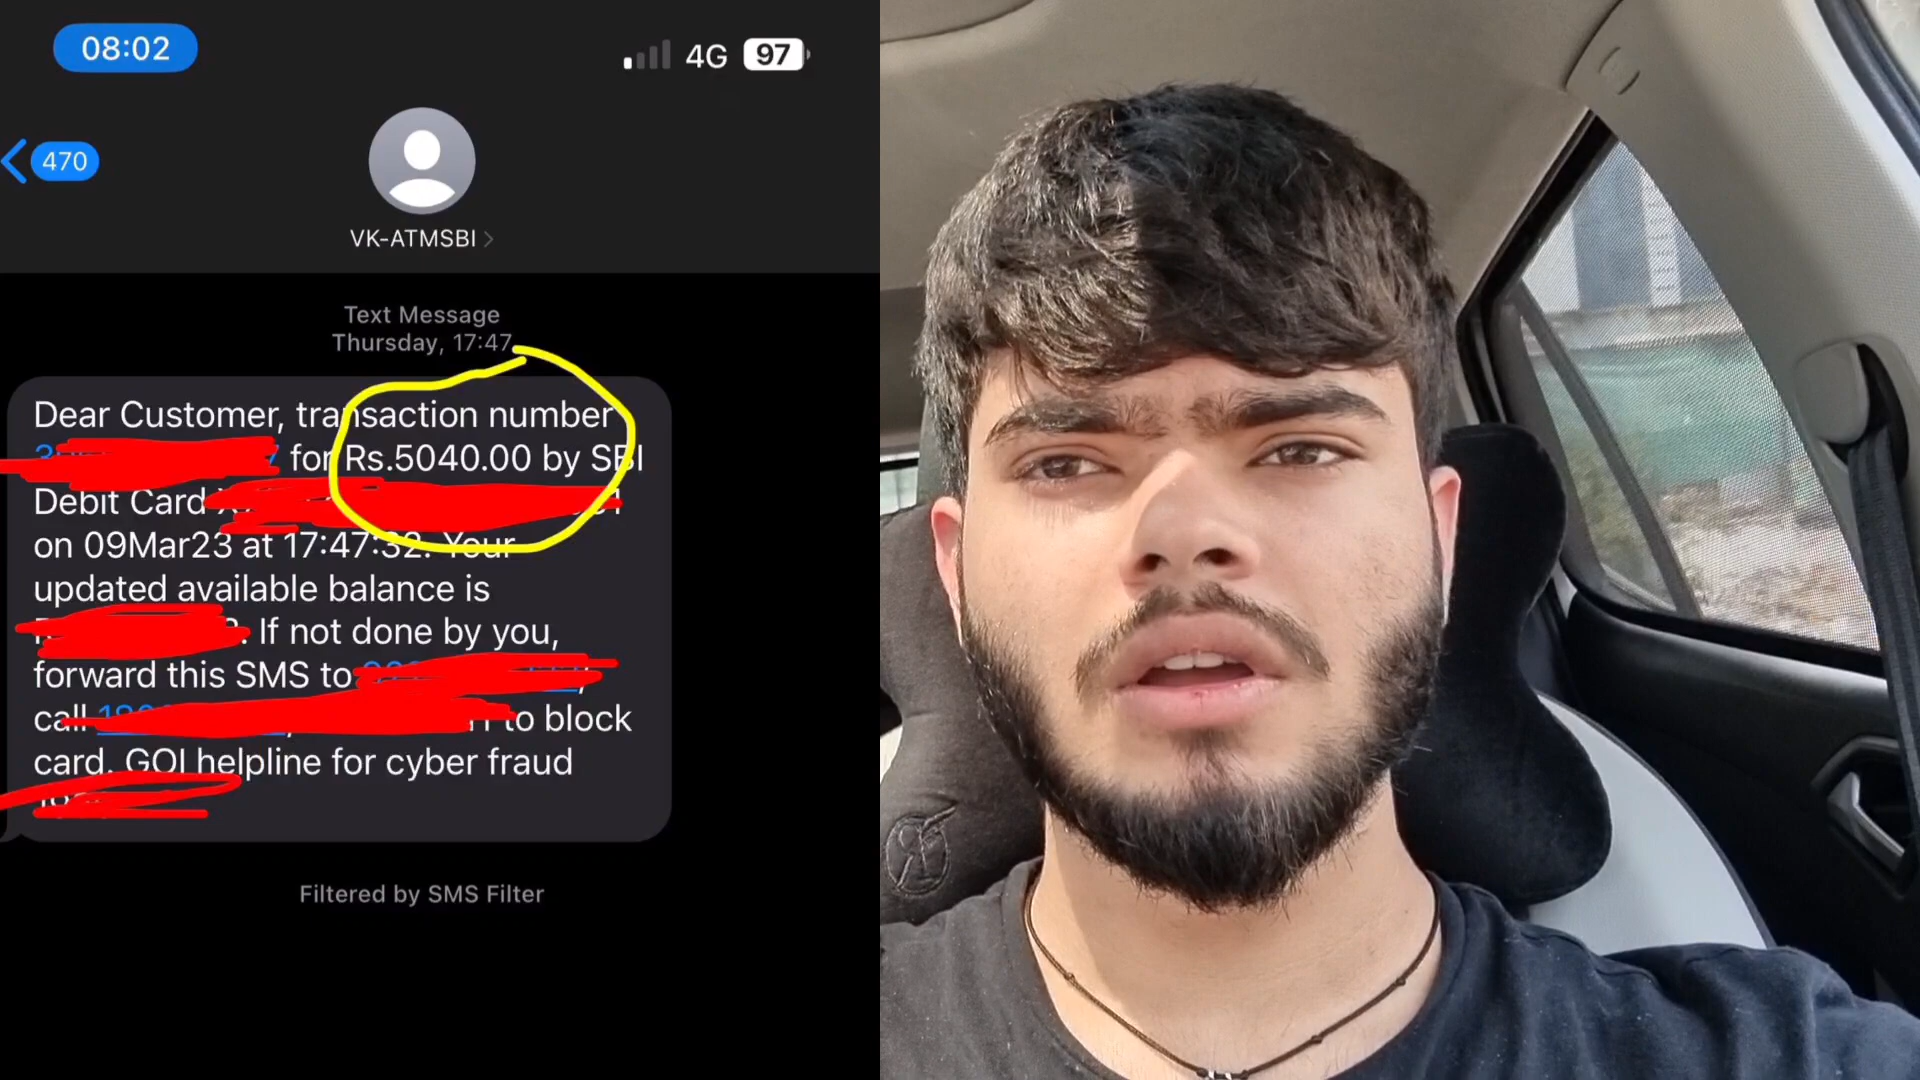 08:02
4G 97
470
VK-ATMSBI
Text Message
Thursday, 17:47
Dear Customer, transaction number
for Rs.5040.00 by SBI
Debit Card
on 09Mar23 at 17:47:32. Your
updated available balance is
. If not done by you,
forward this SMS to
call to block
card. GOI helpline for cyber fraud
Filtered by SMS Filter